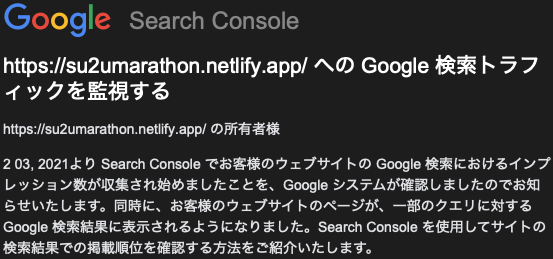 Google Search Console
https://su2umarathon.netlify.app/ への Google 検索トラフ
ィックを監視する
https://su2umarathon.netlify.app/ の所有者様
2 03, 2021より Search Console でお客様のウェブサイトの Google 検索におけるインプ
レッション数が収集され始めましたことを、Google システムが確認しましたのでお知
らせいたします。同時に、お客様のウェブサイトのページが、一部のクエリに対する
Google 検索結果に表示されるようになりました。Search Console を使用してサイトの
検索結果での掲載順位を確認する方法をご紹介いたします。